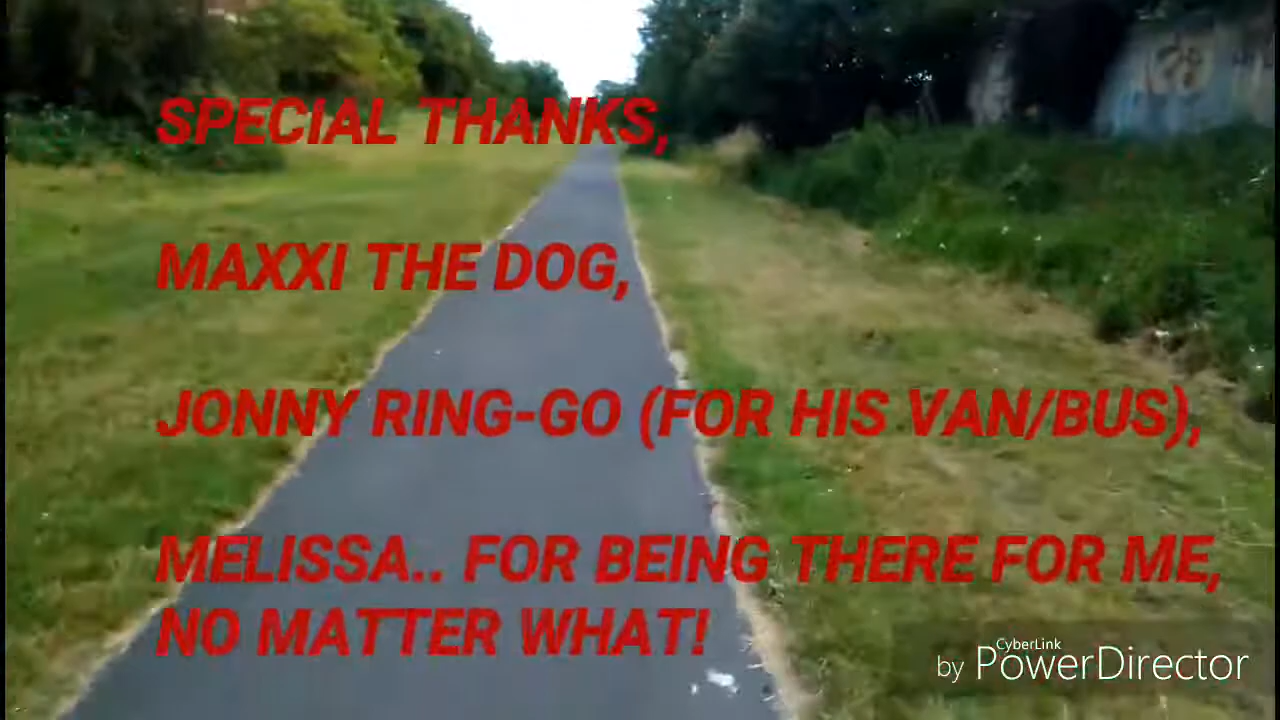 SPECIAL THANKS,
MAXXI THE DOG,
JONNY RING-GO (FOR HIS VAN/BUS),
MELISSA.. FOR BEING THERE FOR ME,
NO MATTER WHAT!
CyberLink
by PowerDirector